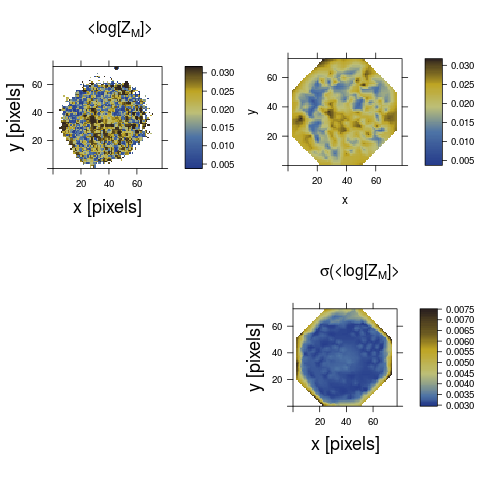 <log[Z_M]>
y [pixels]
60
40
20
20 40 60
x [pixels]
0.030
0.025
0.020
0.015
0.010
0.005
y
60
40
20
20 40 60
x
0.030
0.025
0.020
0.015
0.010
0.005
σ(<log[Z_M]>
y [pixels]
60
40
20
20 40 60
x [pixels]
0.0075
0.0070
0.0065
0.0060
0.0055
0.0050
0.0045
0.0040
0.0035
0.0030